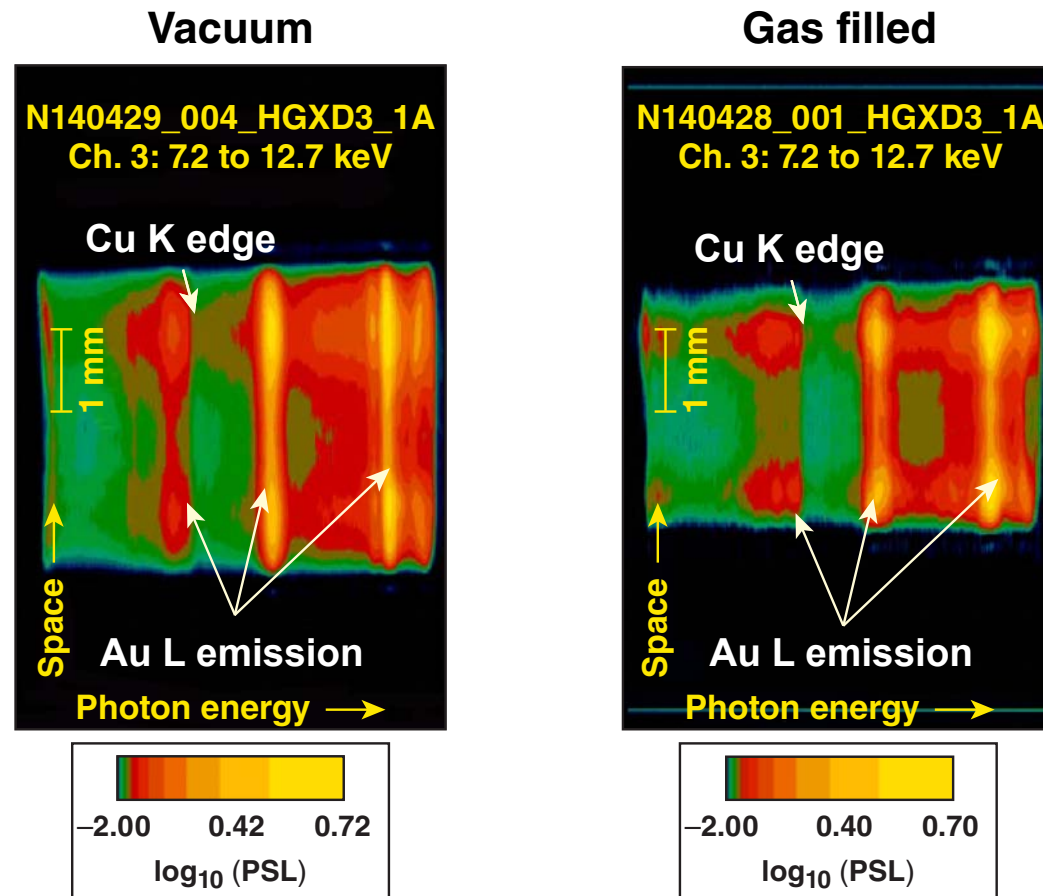 Vacuum
N140429_004_HGXD3_1A
Ch. 3: 7.2 to 12.7 keV
Cu K edge
1 mm
Space
Au L emission
Photon energy
–2.00 0.42 0.72
log10 (PSL)
Gas filled
N140428_001_HGXD3_1A
Ch. 3: 7.2 to 12.7 keV
Cu K edge
1 mm
Space
Au L emission
Photon energy
–2.00 0.40 0.70
log10 (PSL)